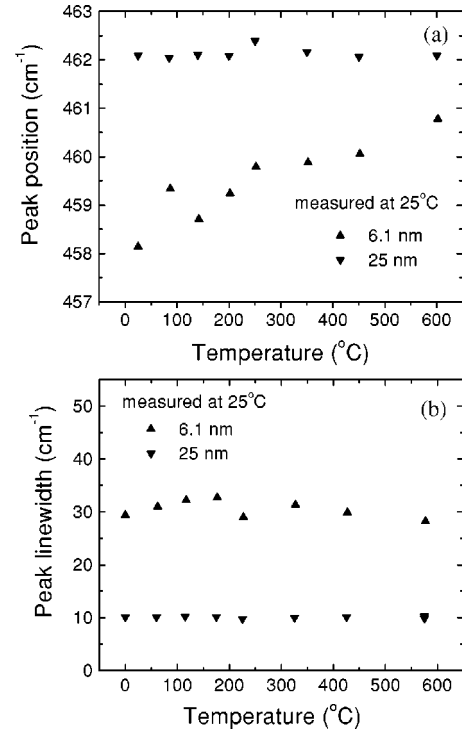 463
(a)
462
461
460
459
458
457
Peak position (cm⁻¹)
measured at 25°C
▲ 6.1 nm
▼ 25 nm
0 100 200 300 400 500 600
Temperature (°C)
50
40
30
20
10
0
Peak linewidth (cm⁻¹)
measured at 25°C
(b)
▲ 6.1 nm
▼ 25 nm
0 100 200 300 400 500 600
Temperature (°C)